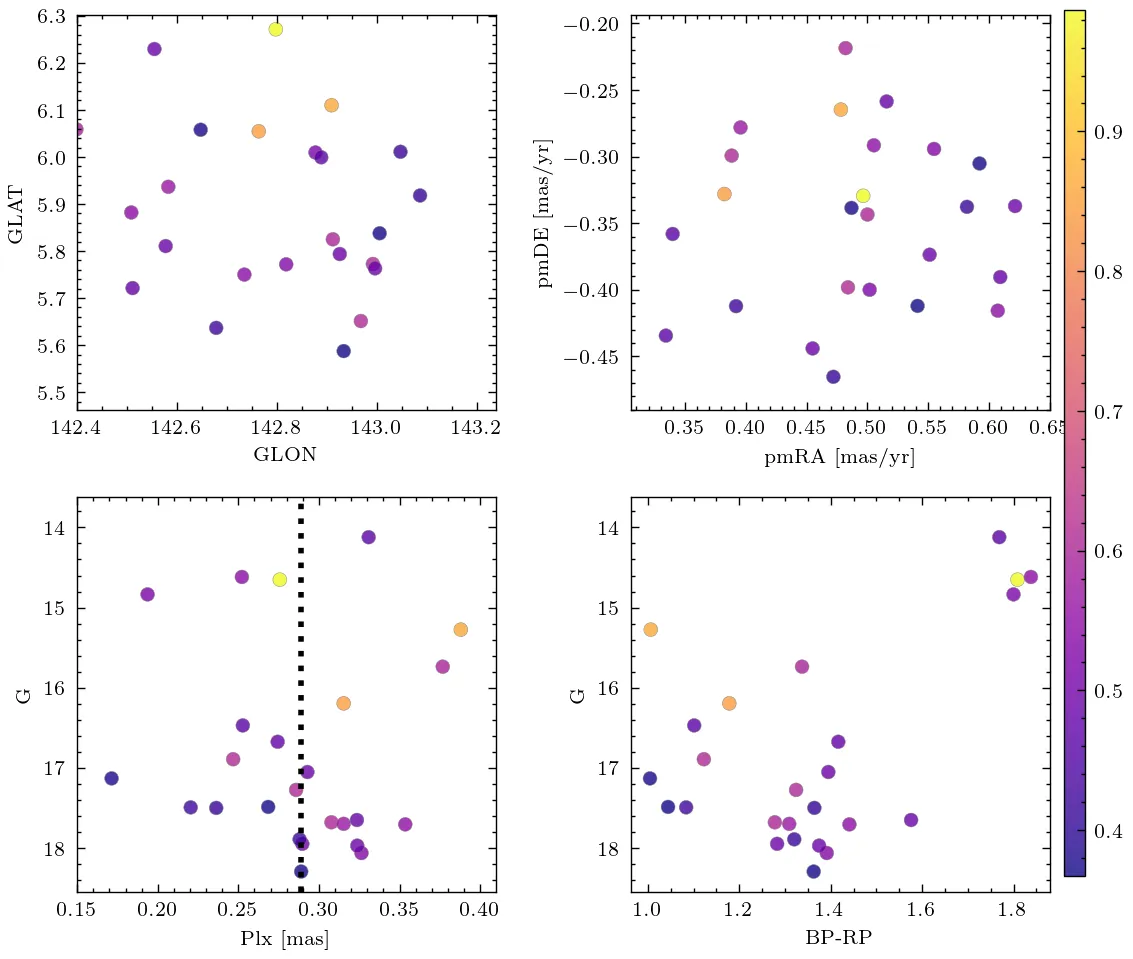 6.3
6.2
6.1
6.0
5.9
5.8
5.7
5.6
5.5
GLAT
142.4 142.6 142.8 143.0 143.2
GLON
−0.20
−0.25
−0.30
−0.35
−0.40
−0.45
pmDE [mas/yr]
0.35 0.40 0.45 0.50 0.55 0.60 0.65
pmRA [mas/yr]
14
15
16
17
18
G
0.15 0.20 0.25 0.30 0.35 0.40
Plx [mas]
14
15
16
17
18
G
1.0 1.2 1.4 1.6 1.8
BP-RP
0.9
0.8
0.7
0.6
0.5
0.4